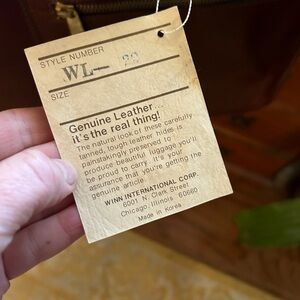 STYLE NUMBER
WL— 20
SIZE
Genuine Leather...
it's the real thing!
The natural look of these carefully
tanned, tough leather hides is
painstakingly preserved to
produce beautiful luggage you'll
be proud to carry. It's your
assurance that you're getting the
genuine article.
WINN INTERNATIONAL CORP.
6001 N. Clark Street
Chicago, Illinois 60660
Made in Korea